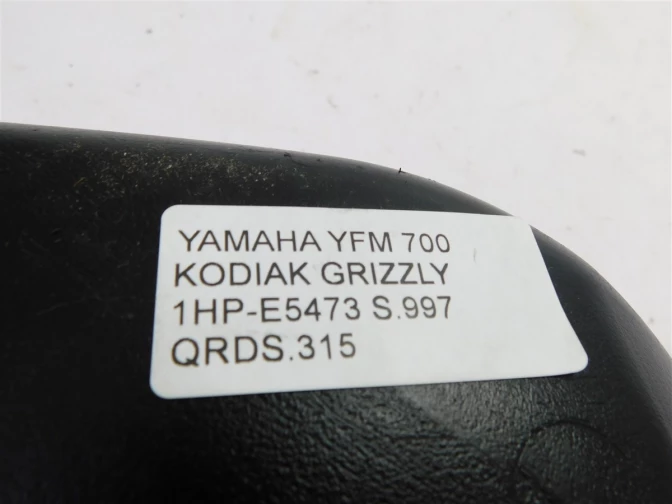 YAMAHA YFM 700
KODIAK GRIZZLY
1HP-E5473 S.997
QRDS.315